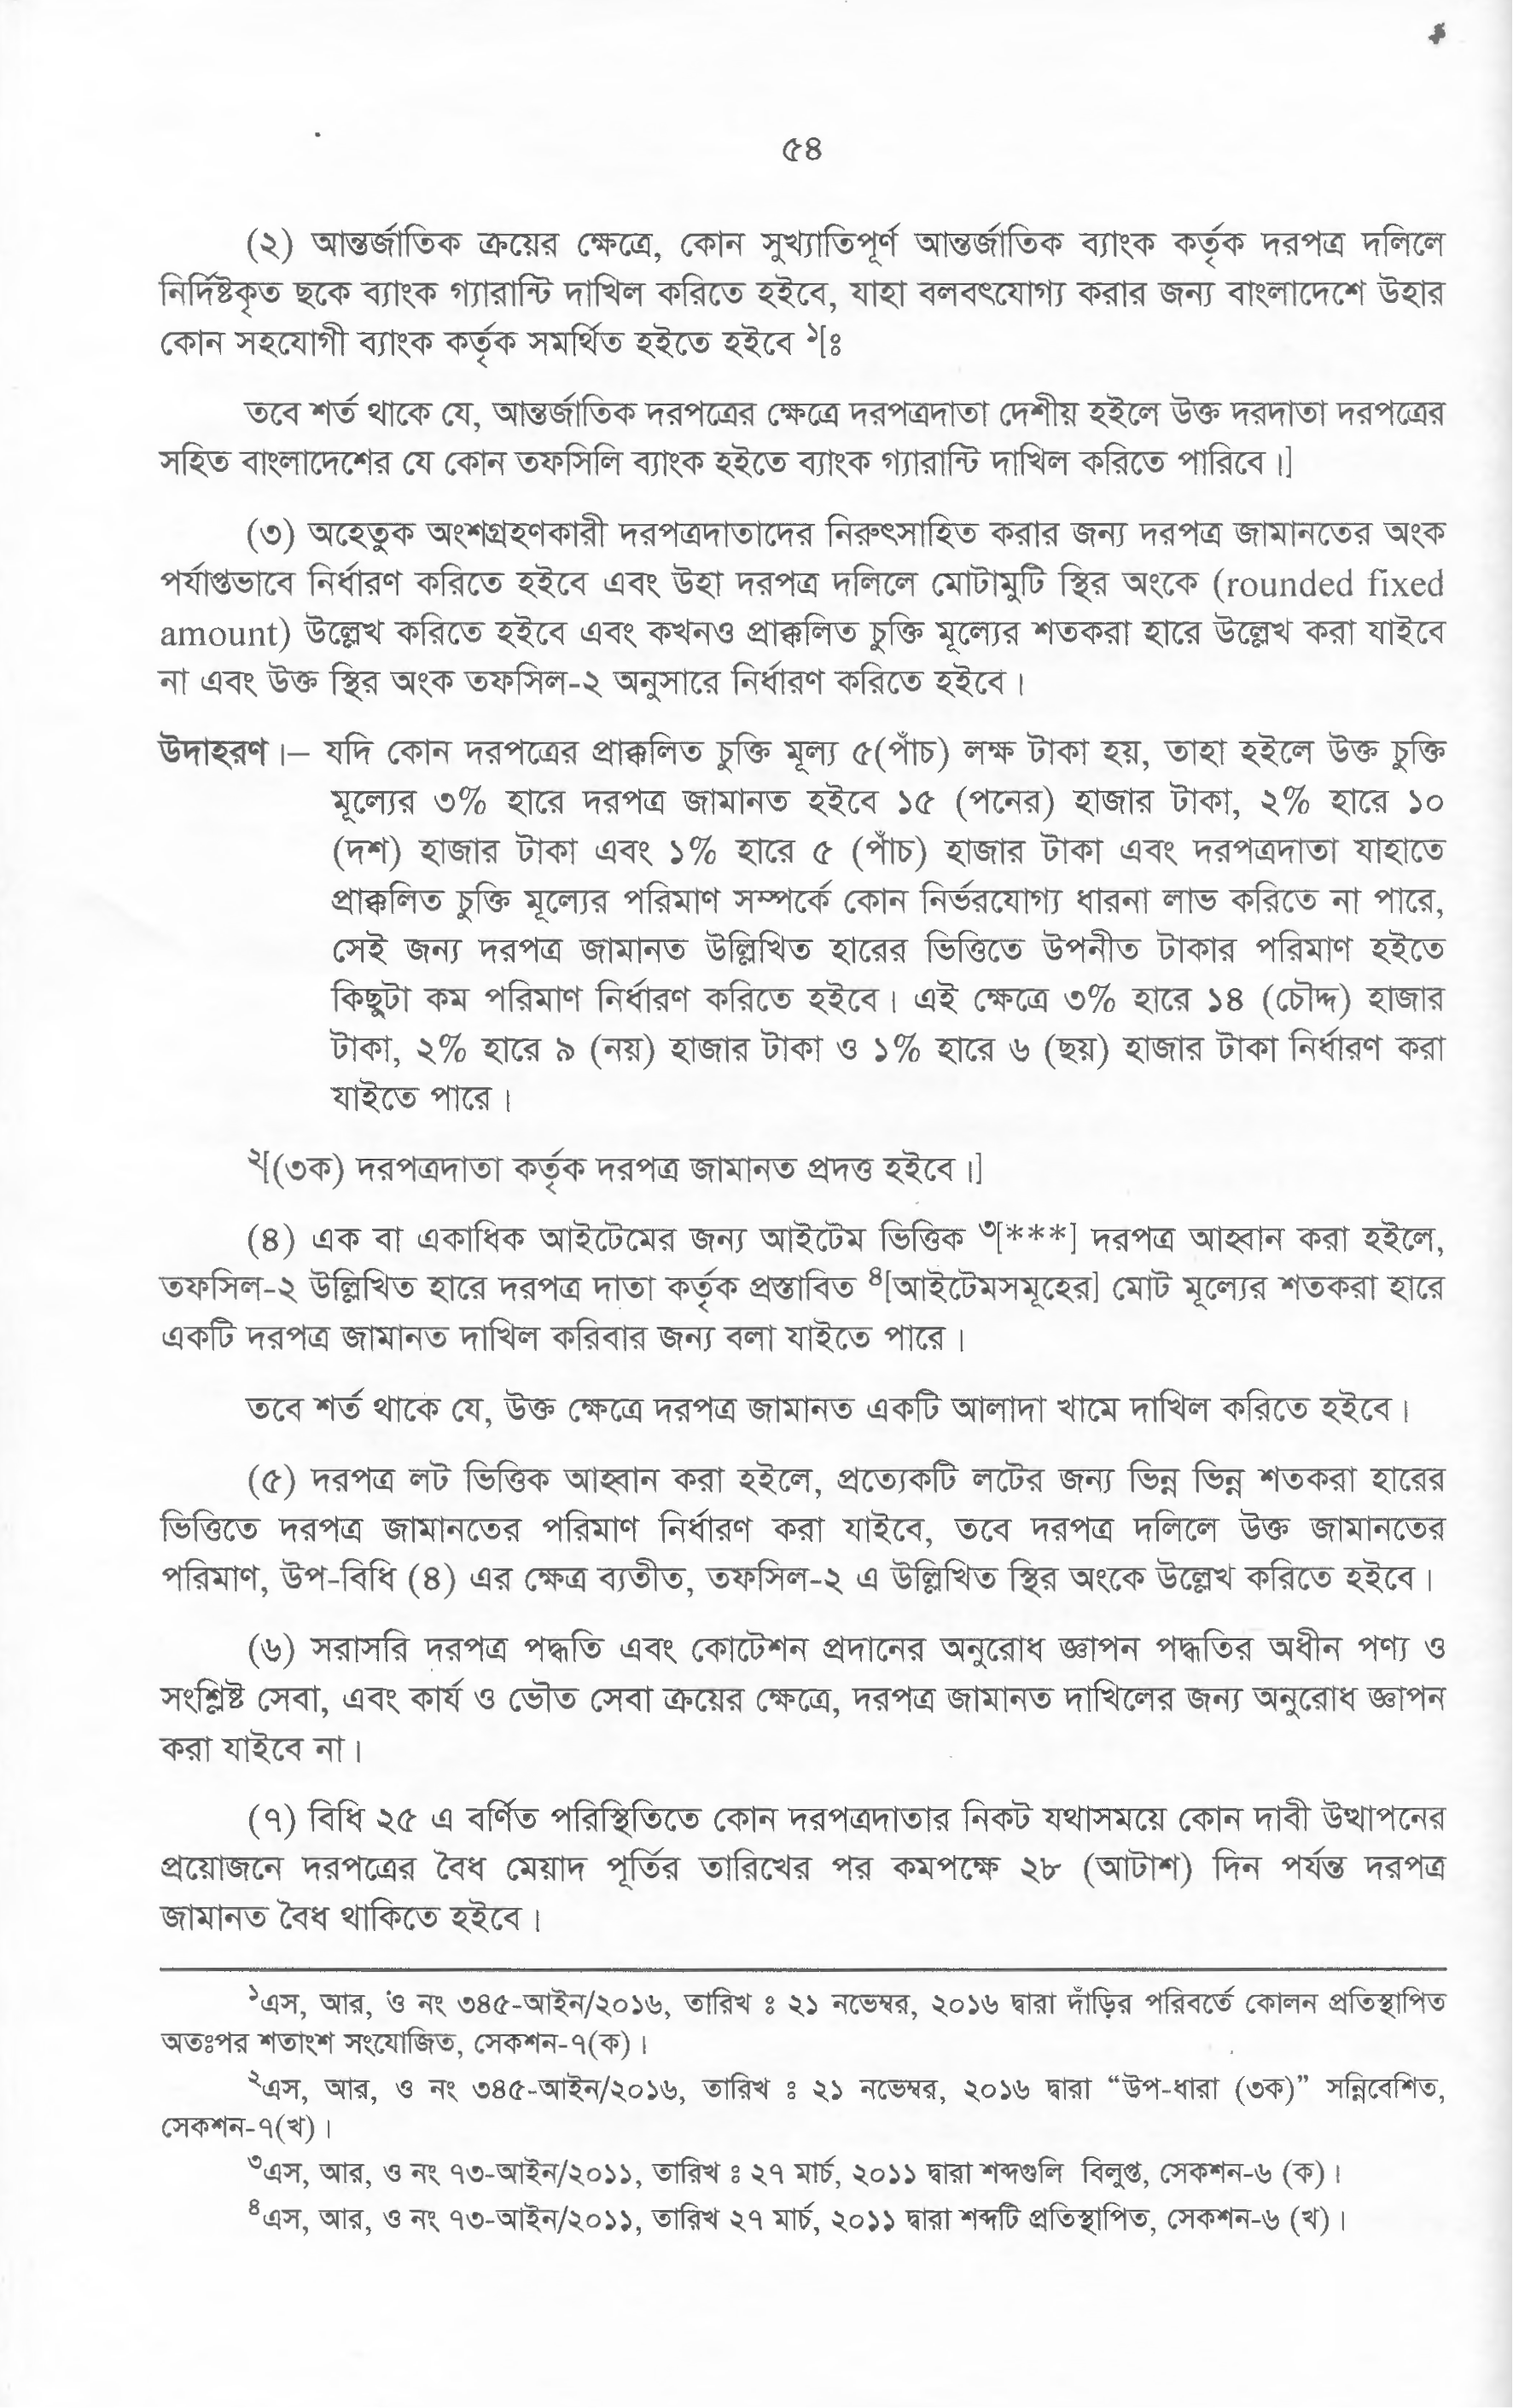 ৫৪
(২) আন্তর্জাতিক ক্রয়ের ক্ষেত্রে, কোন সুখ্যাতিপূর্ণ আন্তর্জাতিক ব্যাংক কর্তৃক দরপত্র দলিলে
নির্দিষ্টকৃত ছকে ব্যাংক গ্যারান্টি দাখিল করিতে হইবে, যাহা বলবৎযোগ্য করার জন্য বাংলাদেশে উহার
কোন সহযোগী ব্যাংক কর্তৃক সমর্থিত হইতে হইবে ১[ঃ
তবে শর্ত থাকে যে, আন্তর্জাতিক দরপত্রের ক্ষেত্রে দরপত্রদাতা দেশীয় হইলে উক্ত দরদাতা দরপত্রের
সহিত বাংলাদেশের যে কোন তফসিলি ব্যাংক হইতে ব্যাংক গ্যারান্টি দাখিল করিতে পারিবে।]
(৩) অহেতুক অংশগ্রহণকারী দরপত্রদাতাদের নিরুৎসাহিত করার জন্য দরপত্র জামানতের অংক
পর্যাপ্তভাবে নির্ধারণ করিতে হইবে এবং উহা দরপত্র দলিলে মোটামুটি স্থির অংকে (rounded fixed
amount) উল্লেখ করিতে হইবে এবং কখনও প্রাক্কলিত চুক্তি মূল্যের শতকরা হারে উল্লেখ করা যাইবে
না এবং উক্ত স্থির অংক তফসিল-২ অনুসারে নির্ধারণ করিতে হইবে।
উদাহরণ।– যদি কোন দরপত্রের প্রাক্কলিত চুক্তি মূল্য ৫(পাঁচ) লক্ষ টাকা হয়, তাহা হইলে উক্ত চুক্তি
মূল্যের ৩% হারে দরপত্র জামানত হইবে ১৫ (পনের) হাজার টাকা, ২% হারে ১০
(দশ) হাজার টাকা এবং ১% হারে ৫ (পাঁচ) হাজার টাকা এবং দরপত্রদাতা যাহাতে
প্রাক্কলিত চুক্তি মূল্যের পরিমাণ সম্পর্কে কোন নির্ভরযোগ্য ধারনা লাভ করিতে না পারে,
সেই জন্য দরপত্র জামানত উল্লিখিত হারের ভিত্তিতে উপনীত টাকার পরিমাণ হইতে
কিছুটা কম পরিমাণ নির্ধারণ করিতে হইবে। এই ক্ষেত্রে ৩% হারে ১৪ (চৌদ্দ) হাজার
টাকা, ২% হারে ৯ (নয়) হাজার টাকা ও ১% হারে ৬ (ছয়) হাজার টাকা নির্ধারণ করা
যাইতে পারে।
২[(৩ক) দরপত্রদাতা কর্তৃক দরপত্র জামানত প্রদত্ত হইবে।]
(৪) এক বা একাধিক আইটেমের জন্য আইটেম ভিত্তিক ৩[***] দরপত্র আহ্বান করা হইলে,
তফসিল-২ উল্লিখিত হারে দরপত্র দাতা কর্তৃক প্রস্তাবিত ৪[আইটেমসমূহের] মোট মূল্যের শতকরা হারে
একটি দরপত্র জামানত দাখিল করিবার জন্য বলা যাইতে পারে।
তবে শর্ত থাকে যে, উক্ত ক্ষেত্রে দরপত্র জামানত একটি আলাদা খামে দাখিল করিতে হইবে।
(৫) দরপত্র লট ভিত্তিক আহ্বান করা হইলে, প্রত্যেকটি লটের জন্য ভিন্ন ভিন্ন শতকরা হারের
ভিত্তিতে দরপত্র জামানতের পরিমাণ নির্ধারণ করা যাইবে, তবে দরপত্র দলিলে উক্ত জামানতের
পরিমাণ, উপ-বিধি (৪) এর ক্ষেত্র ব্যতীত, তফসিল-২ এ উল্লিখিত স্থির অংকে উল্লেখ করিতে হইবে।
(৬) সরাসরি দরপত্র পদ্ধতি এবং কোটেশন প্রদানের অনুরোধ জ্ঞাপন পদ্ধতির অধীন পণ্য ও
সংশ্লিষ্ট সেবা, এবং কার্য ও ভৌত সেবা ক্রয়ের ক্ষেত্রে, দরপত্র জামানত দাখিলের জন্য অনুরোধ জ্ঞাপন
করা যাইবে না।
(৭) বিধি ২৫ এ বর্ণিত পরিস্থিতিতে কোন দরপত্রদাতার নিকট যথাসময়ে কোন দাবী উত্থাপনের
প্রয়োজনে দরপত্রের বৈধ মেয়াদ পূর্তির তারিখের পর কমপক্ষে ২৮ (আটাশ) দিন পর্যন্ত দরপত্র
জামানত বৈধ থাকিতে হইবে।
১এস, আর, ও নং ৩৪৫-আইন/২০১৬, তারিখ ঃ ২১ নভেম্বর, ২০১৬ দ্বারা দাঁড়ির পরিবর্তে কোলন প্রতিস্থাপিত
অতঃপর শতাংশ সংযোজিত, সেকশন-৭(ক)।
২এস, আর, ও নং ৩৪৫-আইন/২০১৬, তারিখ ঃ ২১ নভেম্বর, ২০১৬ দ্বারা “উপ-ধারা (৩ক)” সন্নিবেশিত,
সেকশন-৭(খ)।
৩এস, আর, ও নং ৭৩-আইন/২০১১, তারিখ ঃ ২৭ মার্চ, ২০১১ দ্বারা শব্দগুলি বিলুপ্ত, সেকশন-৬ (ক)।
৪এস, আর, ও নং ৭৩-আইন/২০১১, তারিখ ২৭ মার্চ, ২০১১ দ্বারা শব্দটি প্রতিস্থাপিত, সেকশন-৬ (খ)।